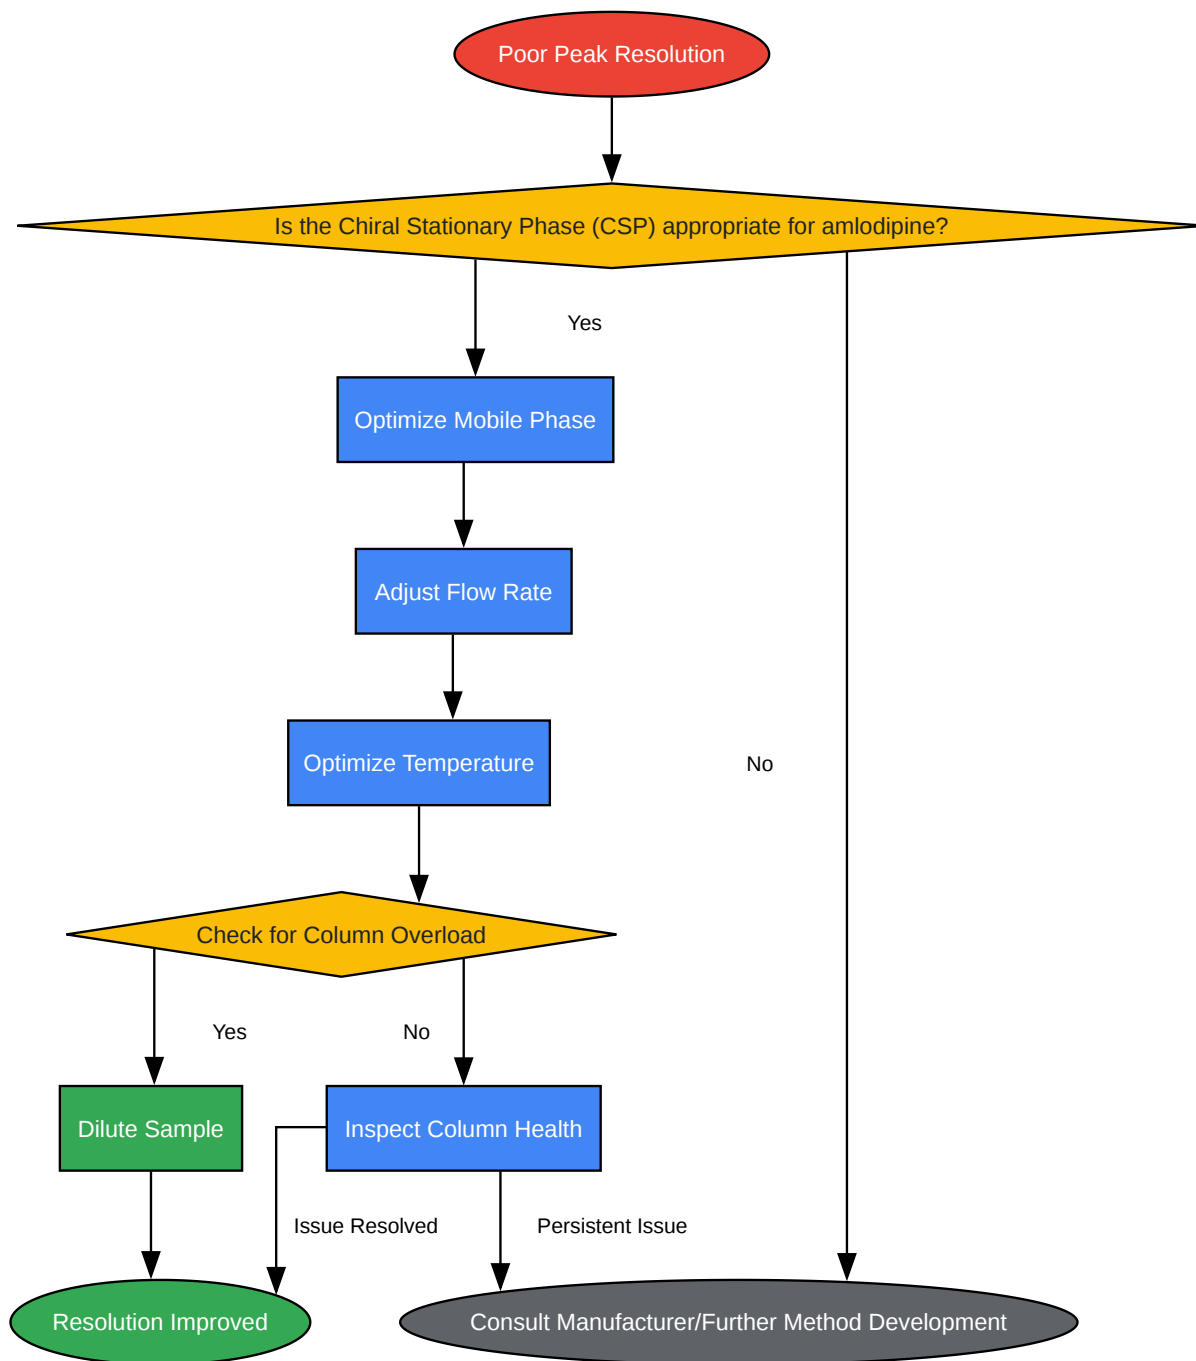 Poor Peak Resolution
Is the Chiral Stationary Phase (CSP) appropriate for amlodipine?
Yes
Optimize Mobile Phase
Adjust Flow Rate
Optimize Temperature
No
Check for Column Overload
Yes
No
Dilute Sample
Inspect Column Health
Issue Resolved
Persistent Issue
Resolution Improved
Consult Manufacturer/Further Method Development